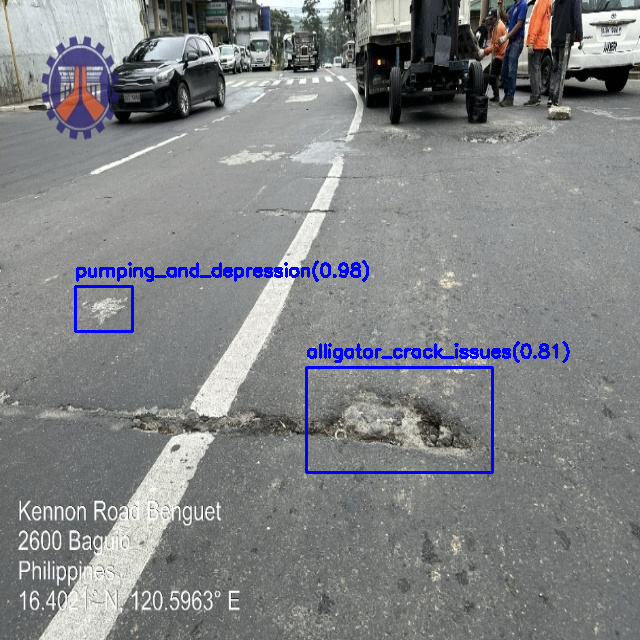 pumping_and_depression(0.98)
alligator_crack_issues(0.81)
Kennon Road Benguet
2600 Baguio
Philippines
16.4021° N, 120.5963° E